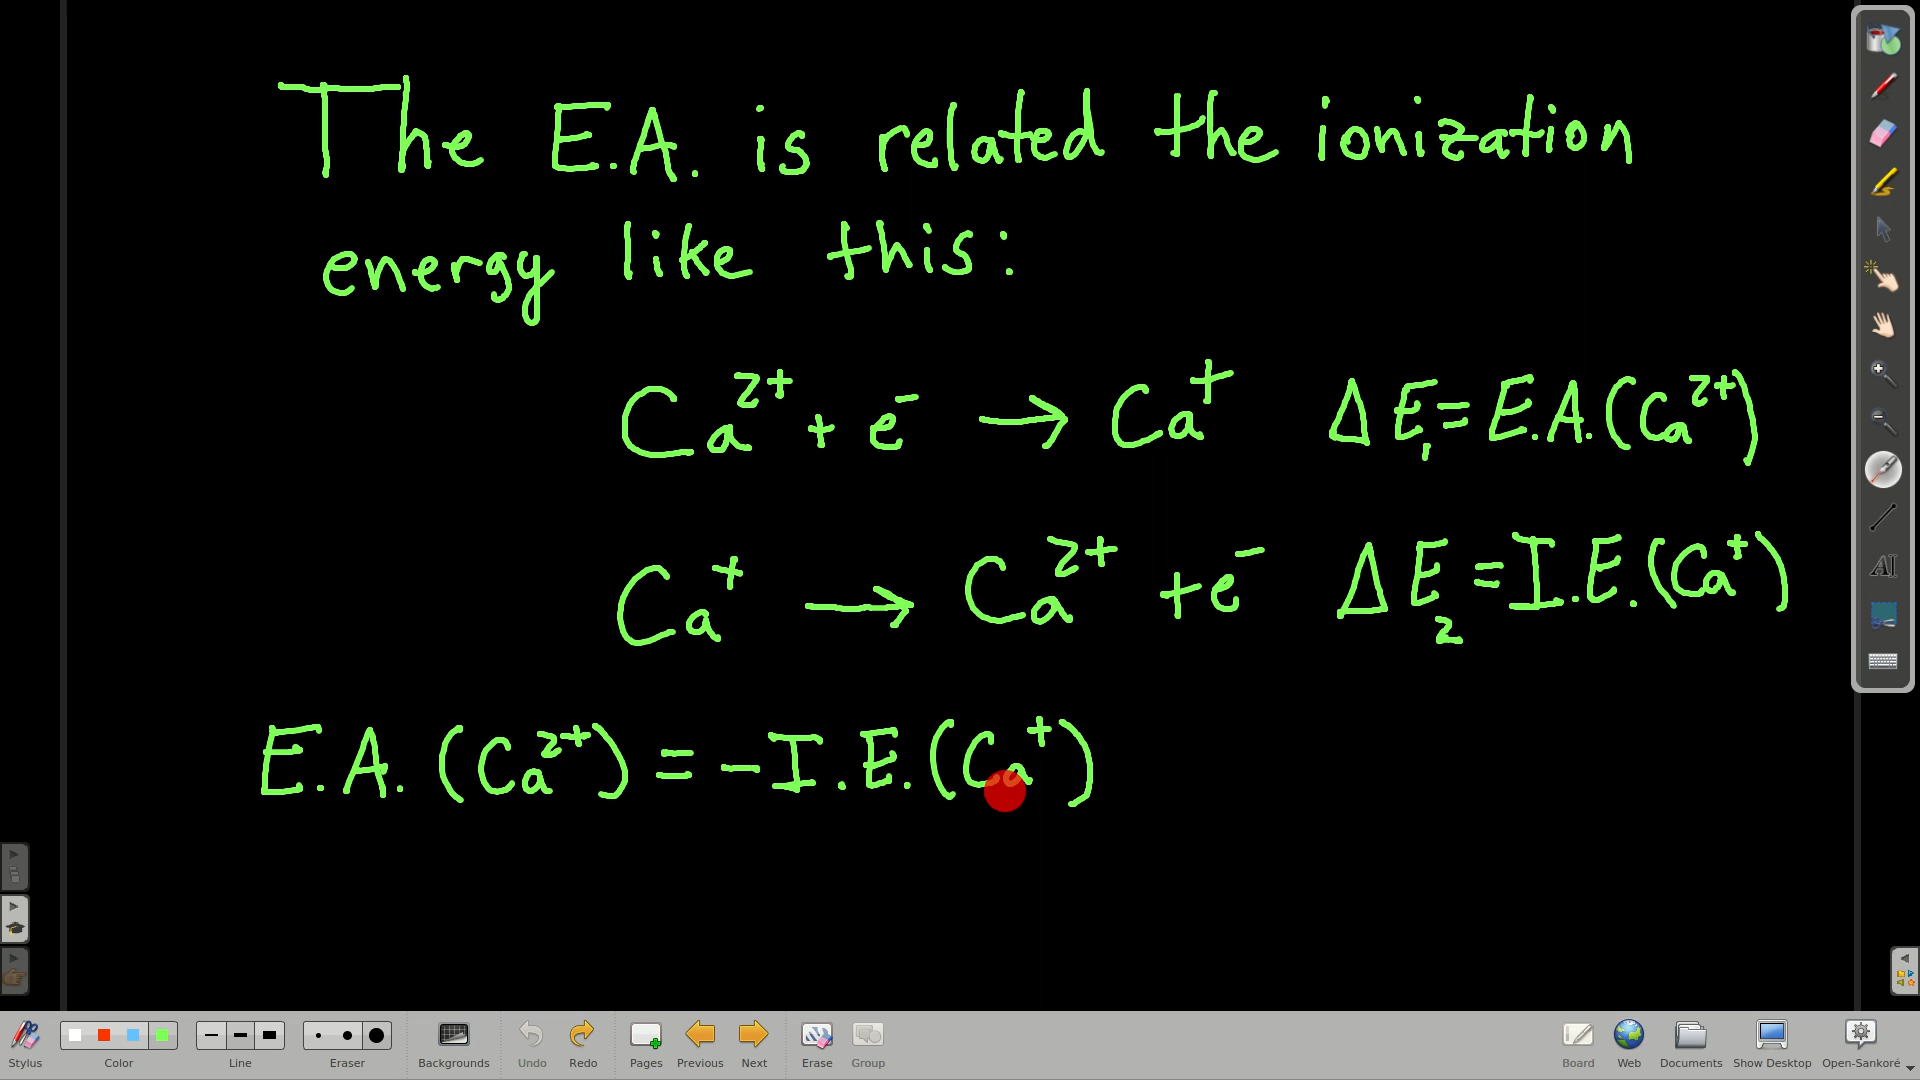 The E.A. is related the ionization
energy like this:
Ca²⁺ + e⁻ → Ca⁺ ΔE₁ = E.A.(Ca²⁺)
Ca⁺ → Ca²⁺ + e⁻ ΔE₂ = I.E.(Ca⁺)
E.A.(Ca²⁺) = -I.E.(Ca⁺)
Stylus Color Line Eraser Backgrounds Undo Redo Pages Previous Next Erase Group Board Web Documents Show Desktop Open-Sankoré